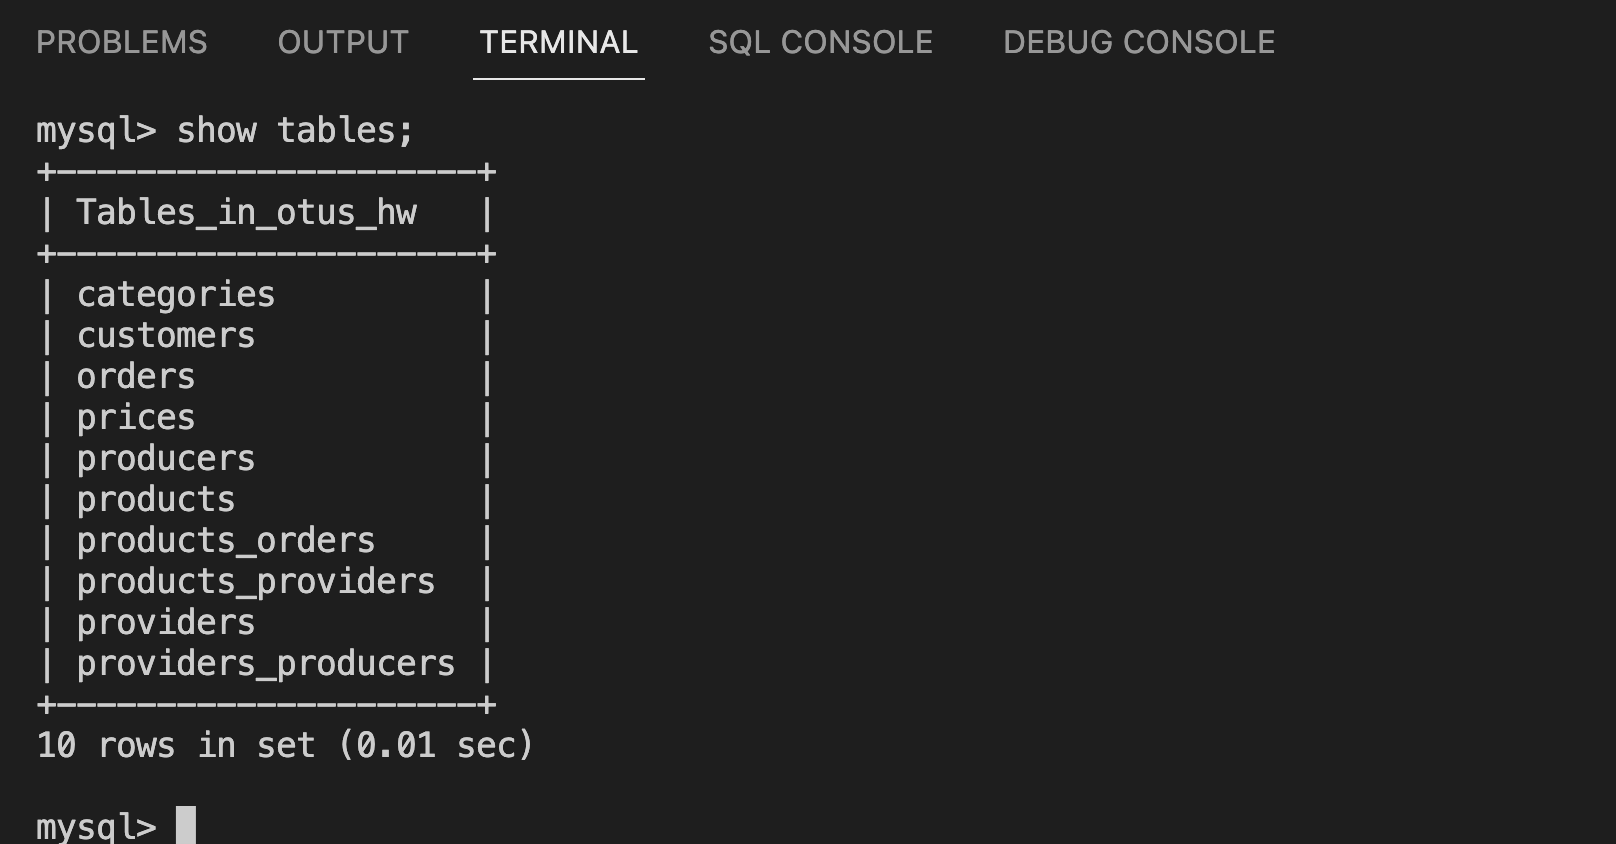 PROBLEMS OUTPUT TERMINAL SQL CONSOLE DEBUG CONSOLE
mysql> show tables;
+---------------------+
| Tables_in_otus_hw   |
+---------------------+
| categories          |
| customers           |
| orders              |
| prices              |
| producers           |
| products            |
| products_orders     |
| products_providers  |
| providers           |
| providers_producers |
+---------------------+
10 rows in set (0.01 sec)
mysql>